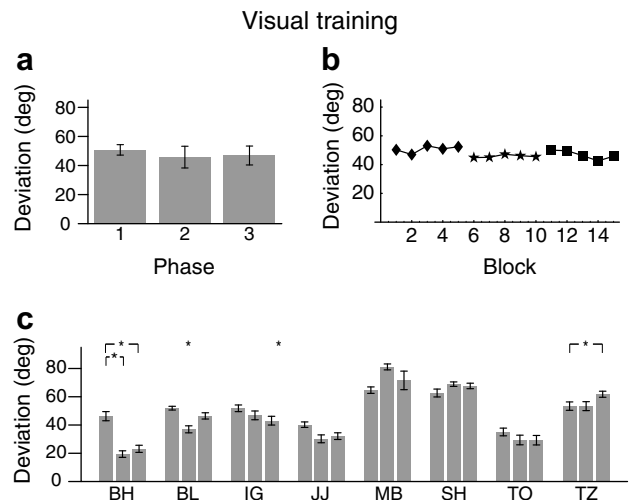 Visual training
a
Deviation (deg)
80
60
40
20
0
1 2 3
Phase
b
Deviation (deg)
80
60
40
20
2 4 6 8 10 12 14
Block
c
Deviation (deg)
80
60
40
20
0
* * * * *
BH BL IG JJ MB SH TO TZ